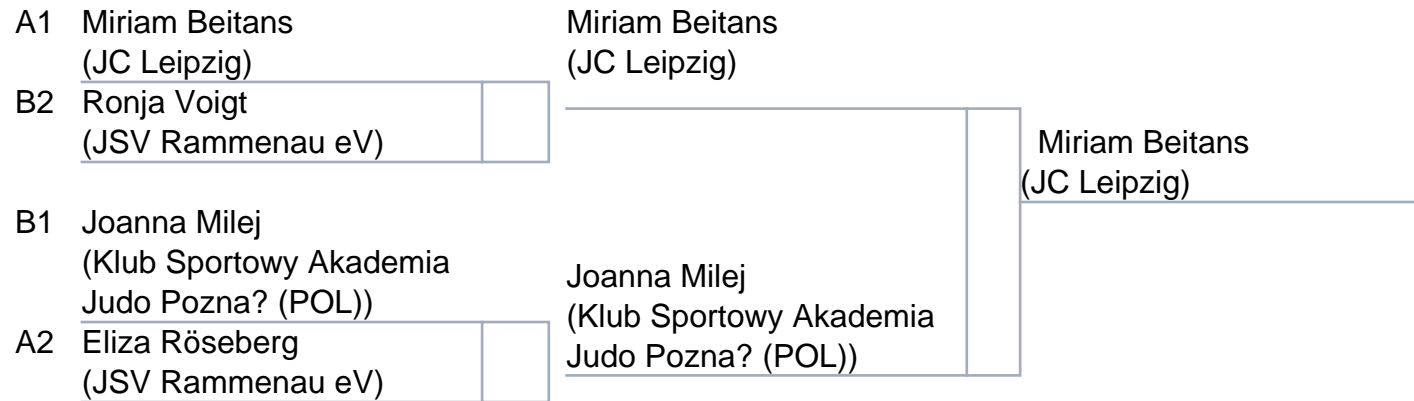 A1 Miriam Beitans
(JC Leipzig)
B2 Ronja Voigt
(JSV Rammenau eV)
B1 Joanna Milej
(Klub Sportowy Akademia
Judo Pozna? (POL))
A2 Eliza Röseberg
(JSV Rammenau eV)
Miriam Beitans
(JC Leipzig)
Joanna Milej
(Klub Sportowy Akademia
Judo Pozna? (POL))
Miriam Beitans
(JC Leipzig)